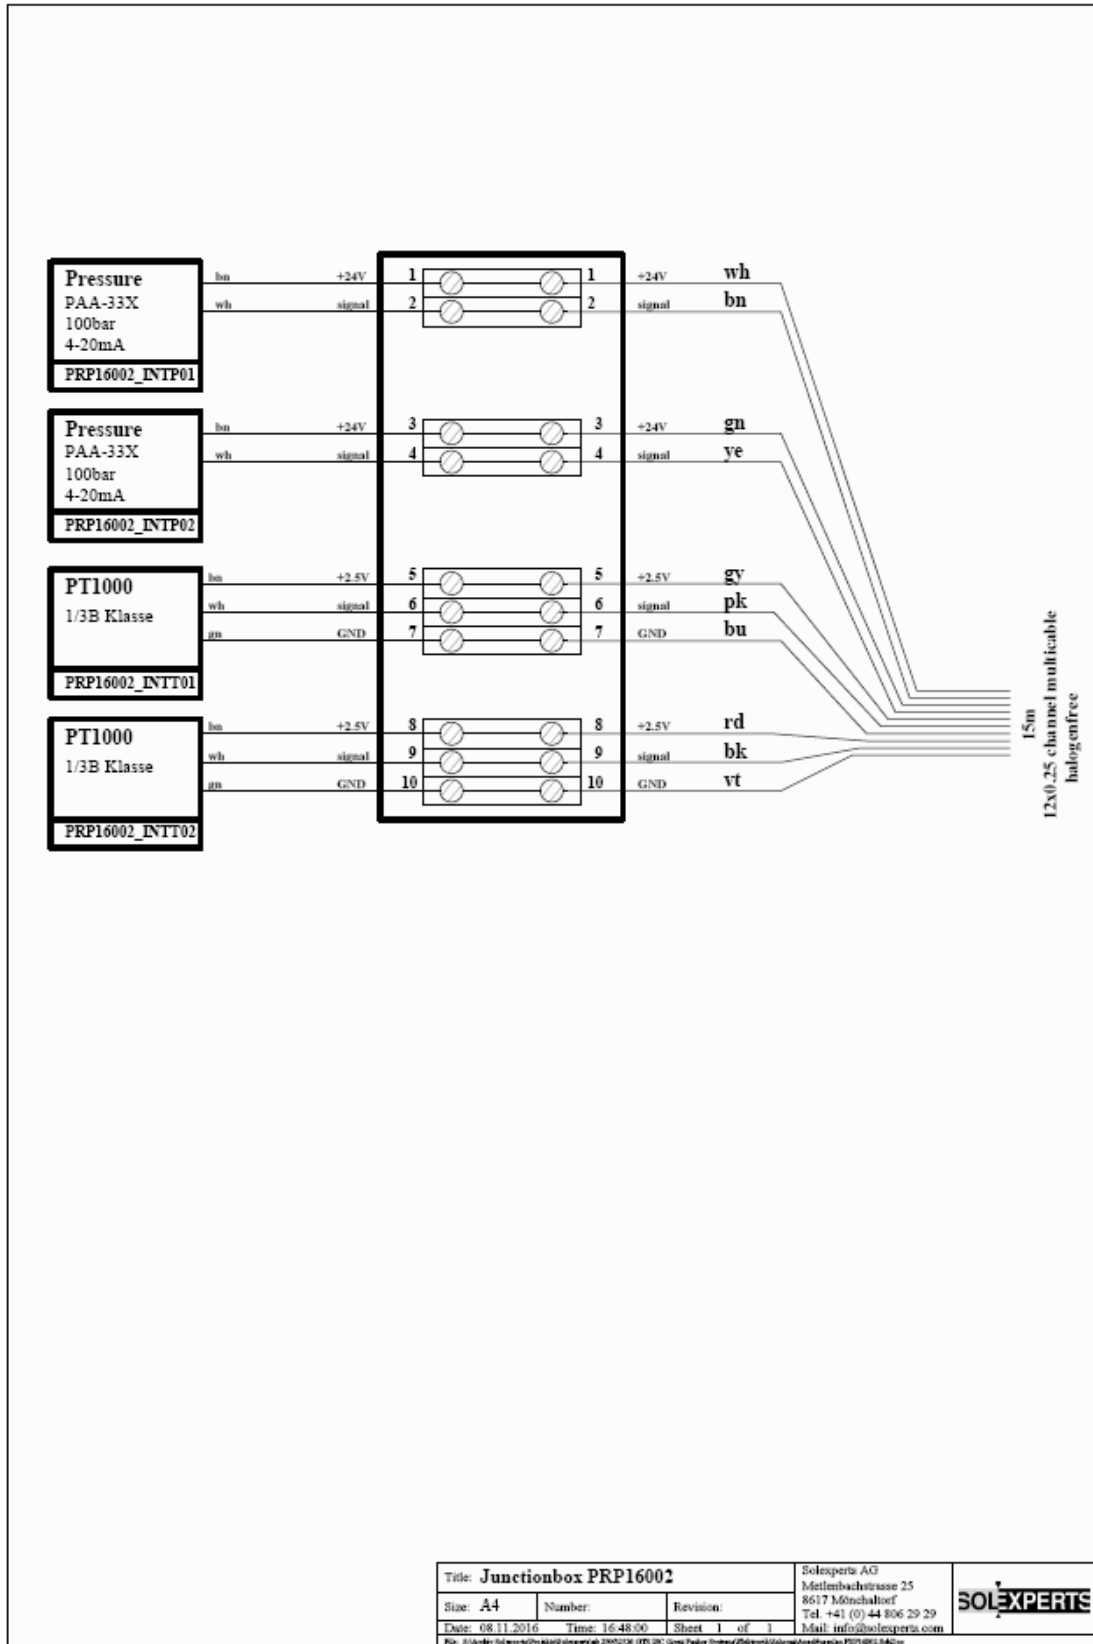 Pressure
PAA-33X
100bar
4-20mA
PRP16002_INTP01
bn +24V 1 1 +24V wh
wh signal 2 2 signal bn
Pressure
PAA-33X
100bar
4-20mA
PRP16002_INTP02
bn +24V 3 3 +24V gn
wh signal 4 4 signal ye
PT1000
1/3B Klasse
PRP16002_INTT01
bn +2.5V 5 5 +2.5V gy
wh signal 6 6 signal pk
gn GND 7 7 GND bu
PT1000
1/3B Klasse
PRP16002_INTT02
bn +2.5V 8 8 +2.5V rd
wh signal 9 9 signal bk
gn GND 10 10 GND vt
15m
12x0.25 channel multicable
halogenfree
Title: Junctionbox PRP16002
Size: A4 Number: Revision:
Date: 08.11.2016 Time: 16:48:00 Sheet 1 of 1
Solexperts AG
Mettlenbachstrasse 25
8617 Mönchaltorf
Tel. +41 (0) 44 806 29 29
Mail: info@solexperts.com
SOLEXPERTS
File: